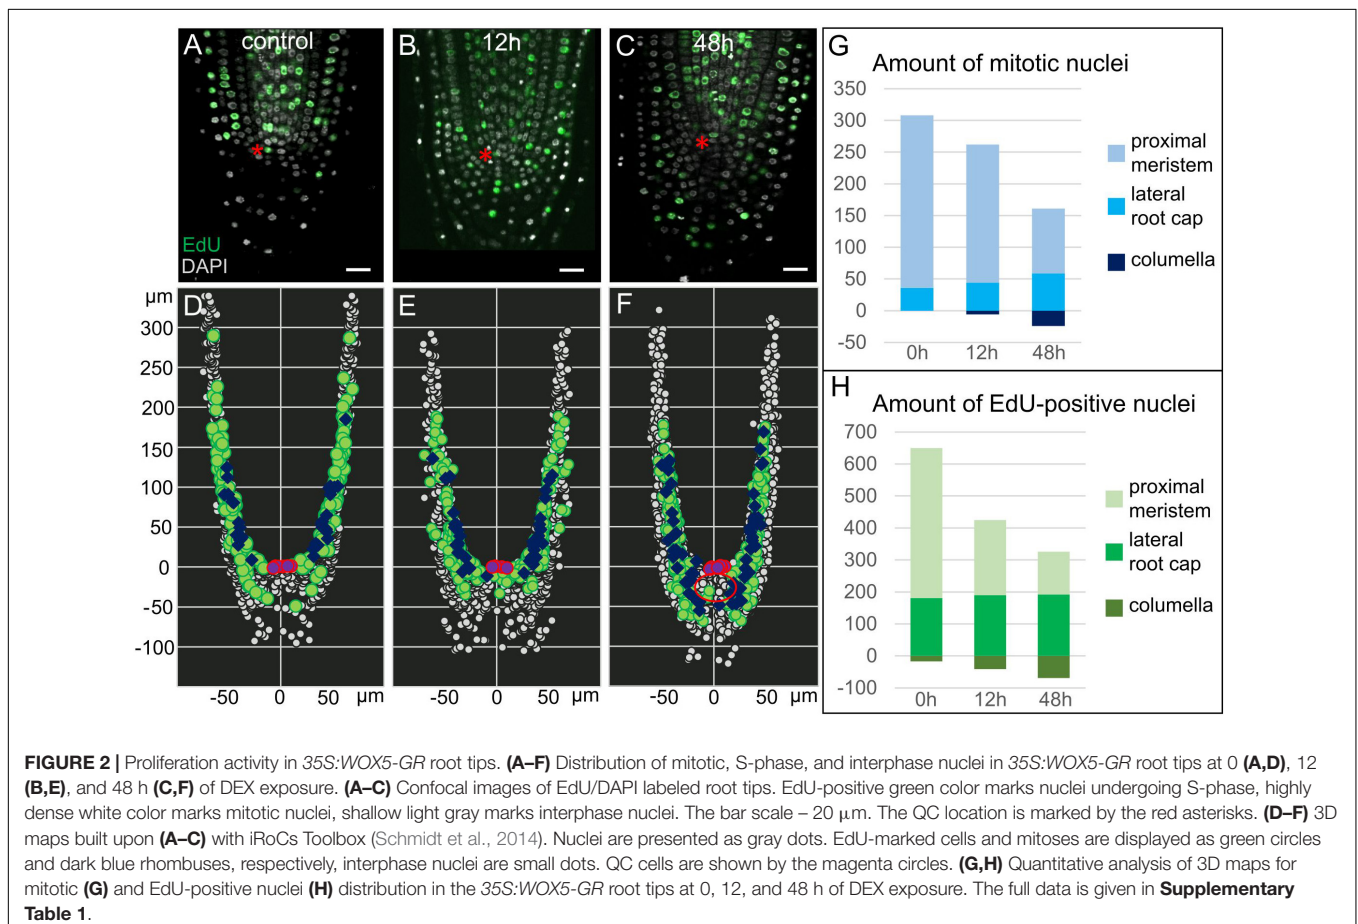 A control
B 12h
C 48h
EdU
DAPI
µm
D
E
F
300
250
200
150
100
50
0
-50
-100
-50 0 50 µm
-50 0 50 µm
-50 0 50 µm
G
Amount of mitotic nuclei
350
300
250
200
150
100
50
0
-50
0h 12h 48h
proximal
meristem
lateral
root cap
columella
H
Amount of EdU-positive nuclei
700
600
500
400
300
200
100
0
-100
0h 12h 48h
proximal
meristem
lateral
root cap
columella
FIGURE 2 | Proliferation activity in 35S:WOX5-GR root tips. (A–F) Distribution of mitotic, S-phase, and interphase nuclei in 35S:WOX5-GR root tips at 0 (A,D), 12
(B,E), and 48 h (C,F) of DEX exposure. (A–C) Confocal images of EdU/DAPI labeled root tips. EdU-positive green color marks nuclei undergoing S-phase, highly
dense white color marks mitotic nuclei, shallow light gray marks interphase nuclei. The bar scale – 20 µm. The QC location is marked by the red asterisks. (D–F) 3D
maps built upon (A–C) with iRoCs Toolbox (Schmidt et al., 2014). Nuclei are presented as gray dots. EdU-marked cells and mitoses are displayed as green circles
and dark blue rhombuses, respectively, interphase nuclei are small dots. QC cells are shown by the magenta circles. (G,H) Quantitative analysis of 3D maps for
mitotic (G) and EdU-positive nuclei (H) distribution in the 35S:WOX5-GR root tips at 0, 12, and 48 h of DEX exposure. The full data is given in Supplementary
Table 1.